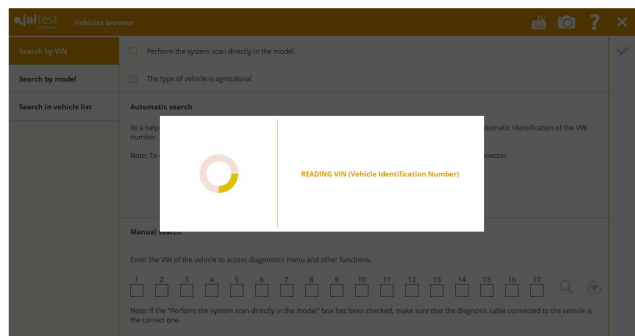 jaltest
Vehicles browser
Search by VIN
Search by model
Search in vehicle list
Perform the system scan directly in the model.
The type of vehicle is agricultural
Automatic search
As a help
tomatic identification of the VIN
number.
Note: To
nnector.
READING VIN (Vehicle Identification Number)
Manual search
Enter the VIN of the vehicle to access diagnostics menu and other functions.
1 2 3 4 5 6 7 8 9 10 11 12 13 14 15 16 17
Note: If the "Perform the system scan directly in the model" box has been checked, make sure that the diagnosis cable connected to the vehicle is
the correct one.